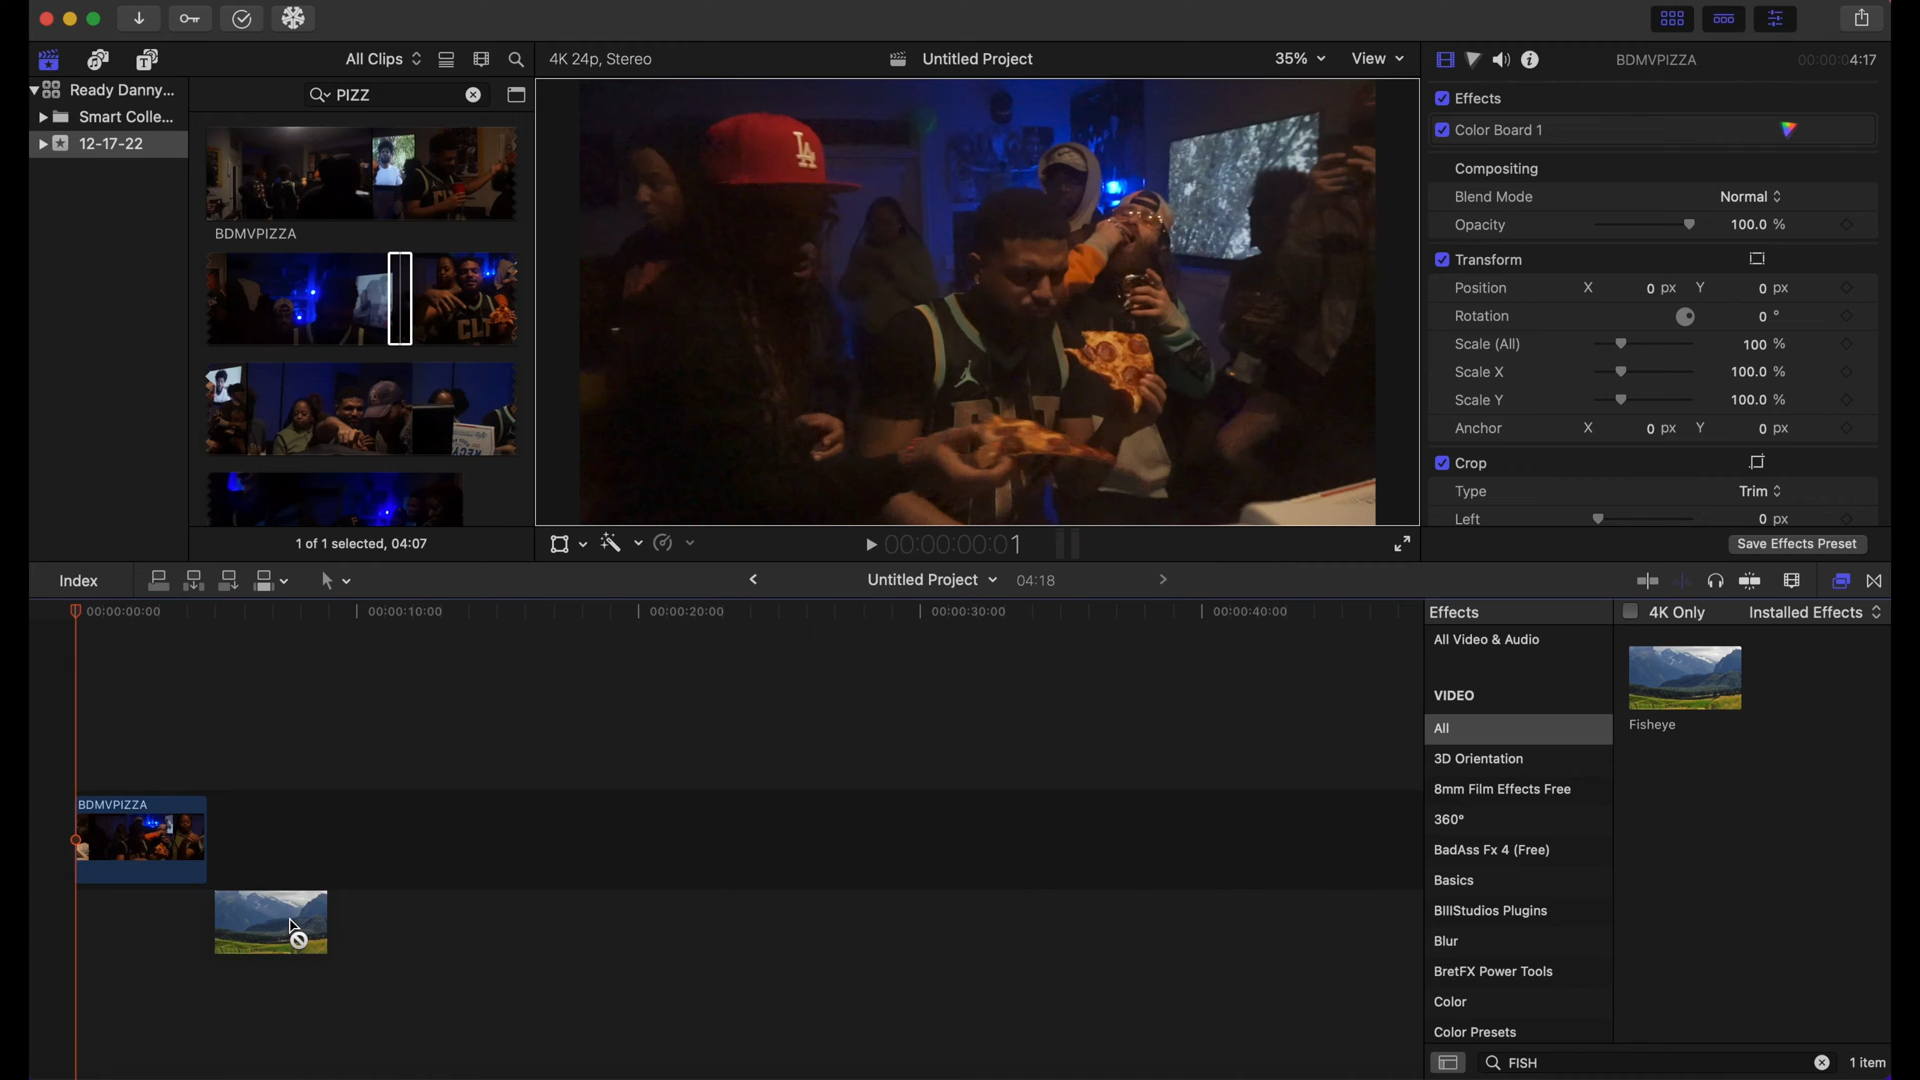 All Clips
4K 24p, Stereo
Untitled Project
35%
View
BDMVPIZZA
00:00:00:04:17
Ready Danny...
PIZZ
Smart Colle...
12-17-22
BDMVPIZZA
LA
CLT
CLT
Effects
Color Board 1
Compositing
Blend Mode
Normal
Opacity
100.0 %
Transform
Position
X
0 px
Y
0 px
Rotation
0 °
Scale (All)
100 %
Scale X
100.0 %
Scale Y
100.0 %
Anchor
X
0 px
Y
0 px
Crop
Type
Trim
Left
0 px
1 of 1 selected, 04:07
00:00:00:01
Save Effects Preset
Index
Untitled Project
04:18
00:00:00:00
00:00:10:00
00:00:20:00
00:00:30:00
00:00:40:00
Effects
4K Only
Installed Effects
All Video & Audio
VIDEO
All
3D Orientation
8mm Film Effects Free
360°
BadAss Fx 4 (Free)
Basics
BIIIStudios Plugins
Blur
BretFX Power Tools
Color
Color Presets
Fisheye
BDMVPIZZA
FISH
1 item